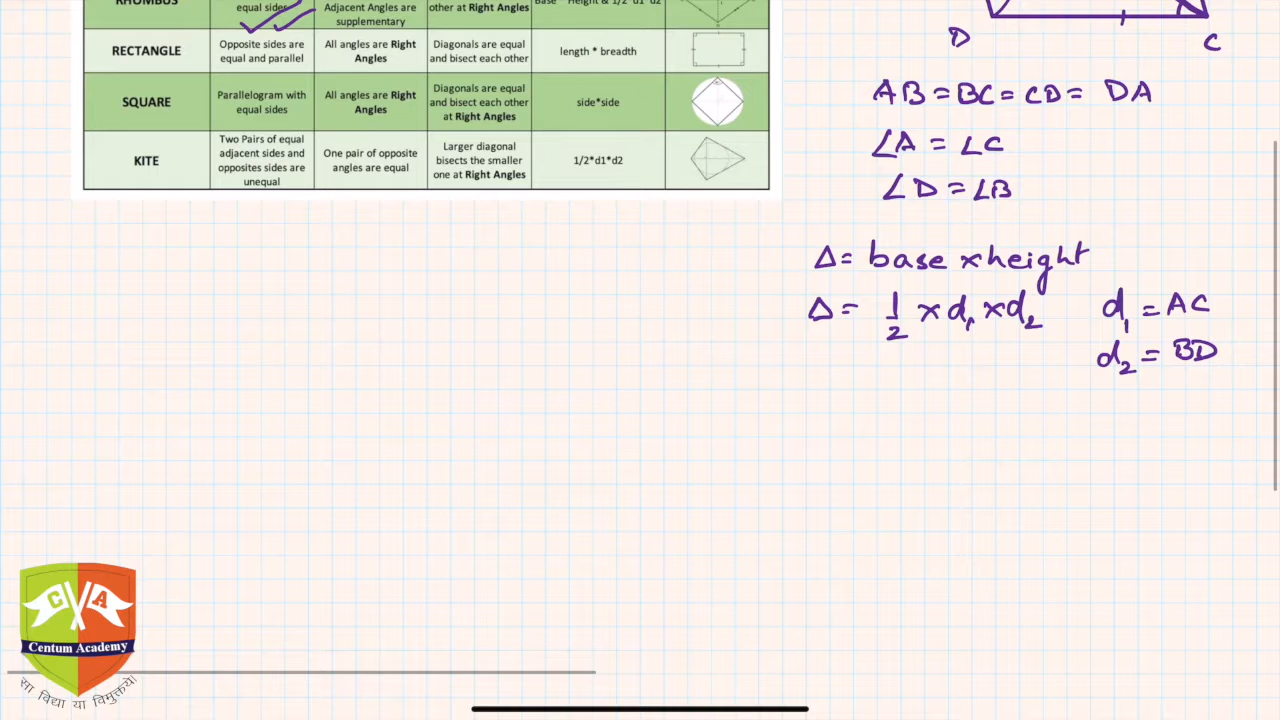 RHOMBUS
equal sides
Adjacent Angles are
supplementary
other at Right Angles
Base * Height & 1/2*d1*d2
RECTANGLE
Opposite sides are
equal and parallel
All angles are Right
Angles
Diagonals are equal
and bisect each other
length * breadth
SQUARE
Parallelogram with
equal sides
All angles are Right
Angles
Diagonals are equal
and bisect each other
at Right Angles
side*side
KITE
Two Pairs of equal
adjacent sides and
opposites sides are
unequal
One pair of opposite
angles are equal
Larger diagonal
bisects the smaller
one at Right Angles
1/2*d1*d2
D
C
AB = BC = CD = DA
∠A = ∠C
∠D = ∠B
Δ = base × height
Δ = 1/2 × d1 × d2
d1 = AC
d2 = BD
C A
Centum Academy
सा विद्या या विमुक्तये